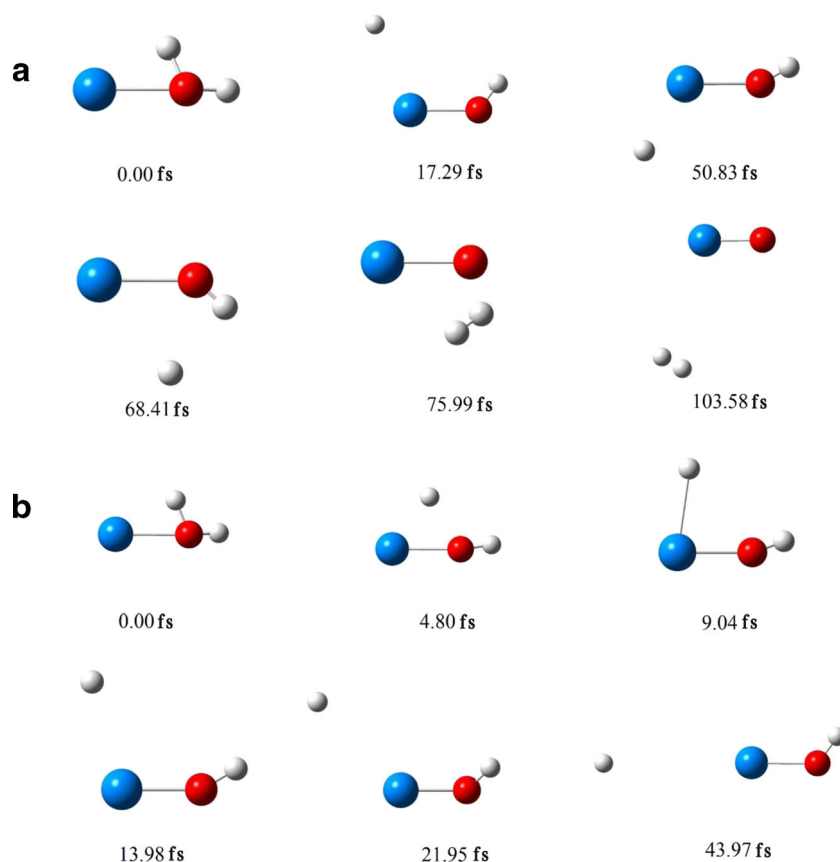 a
0.00 fs
17.29 fs
50.83 fs
68.41 fs
75.99 fs
103.58 fs
b
0.00 fs
4.80 fs
9.04 fs
13.98 fs
21.95 fs
43.97 fs